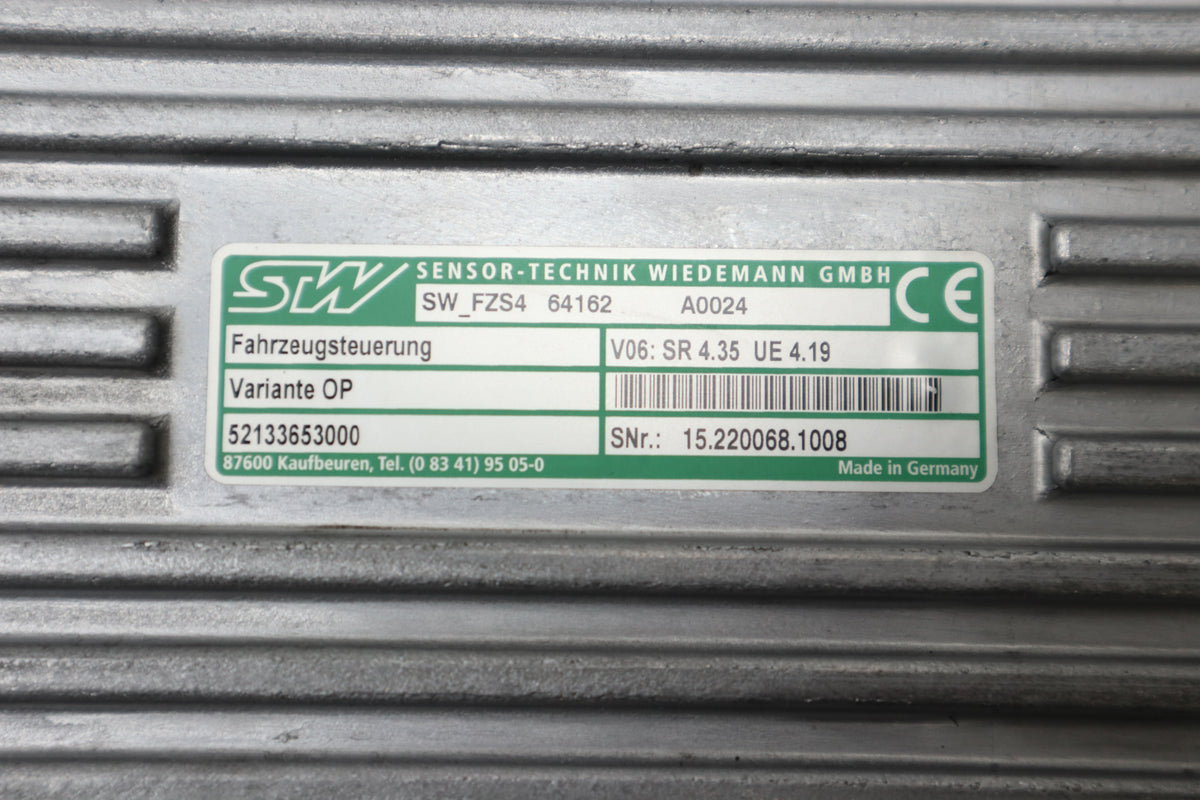 STW SENSOR-TECHNIK WIEDEMANN GMBH CE
SW_FZS4 64162 A0024
Fahrzeugsteuerung
V06: SR 4.35 UE 4.19
Variante OP
52133653000
SNr.: 15.220068.1008
87600 Kaufbeuren, Tel. (0 83 41) 95 05-0
Made in Germany